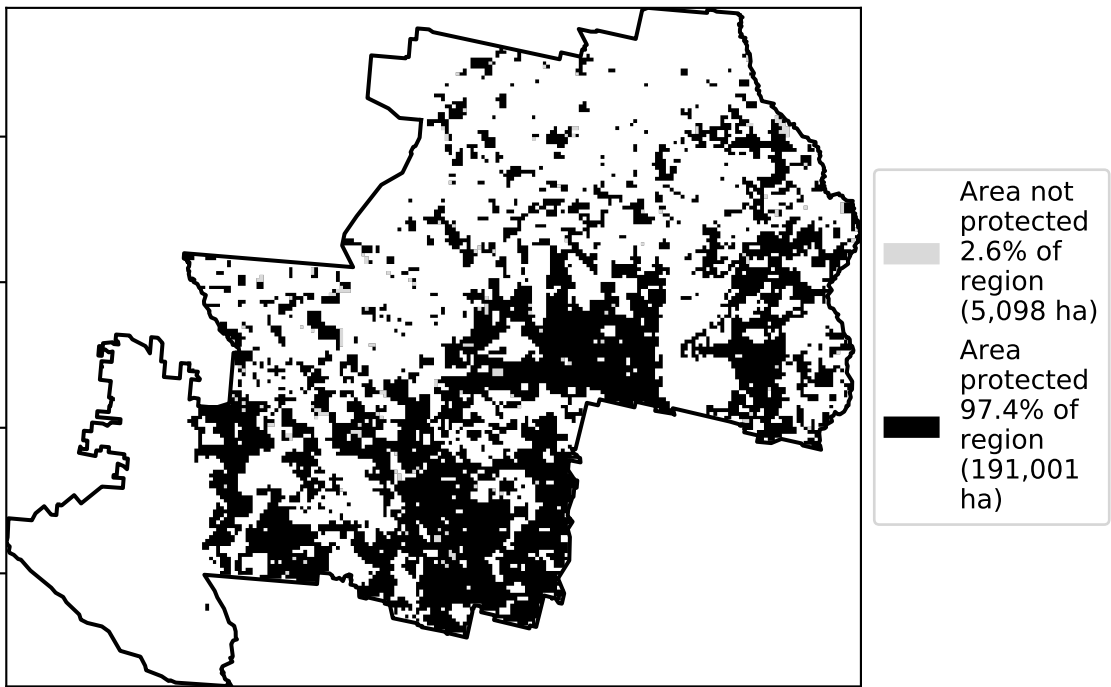 Area not
protected
2.6% of
region
(5,098 ha)
Area
protected
97.4% of
region
(191,001
ha)